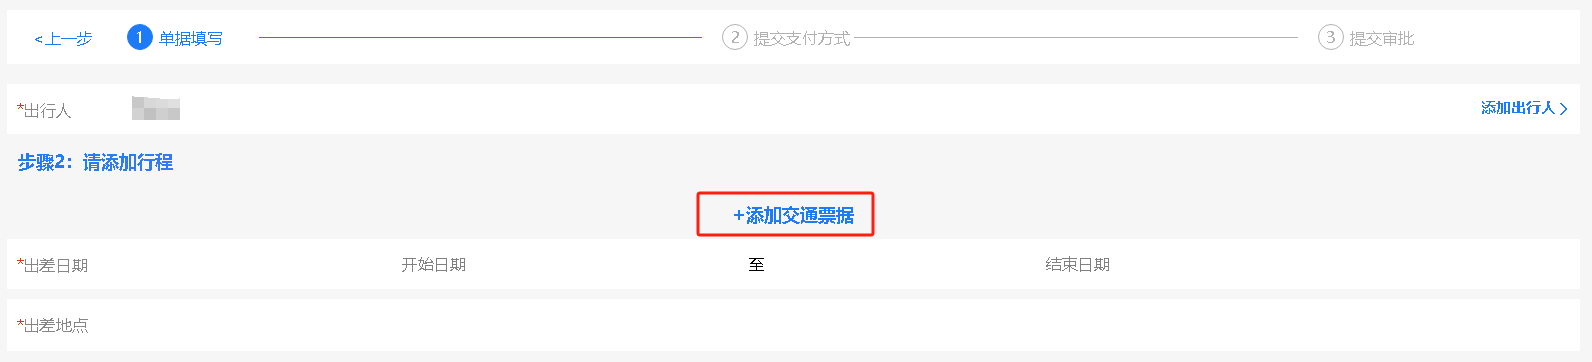 <上一步 1 单据填写 2 提交支付方式 3 提交审批
*出行人 添加出行人 >
步骤2：请添加行程
+添加交通票据
*出差日期 开始日期 至 结束日期
*出差地点